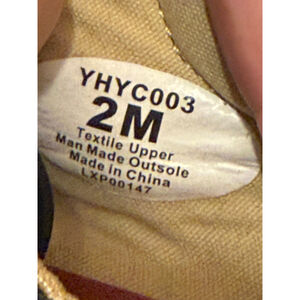 YHYC003
2M
Textile Upper
Man Made Outsole
Made in China
LXP00147